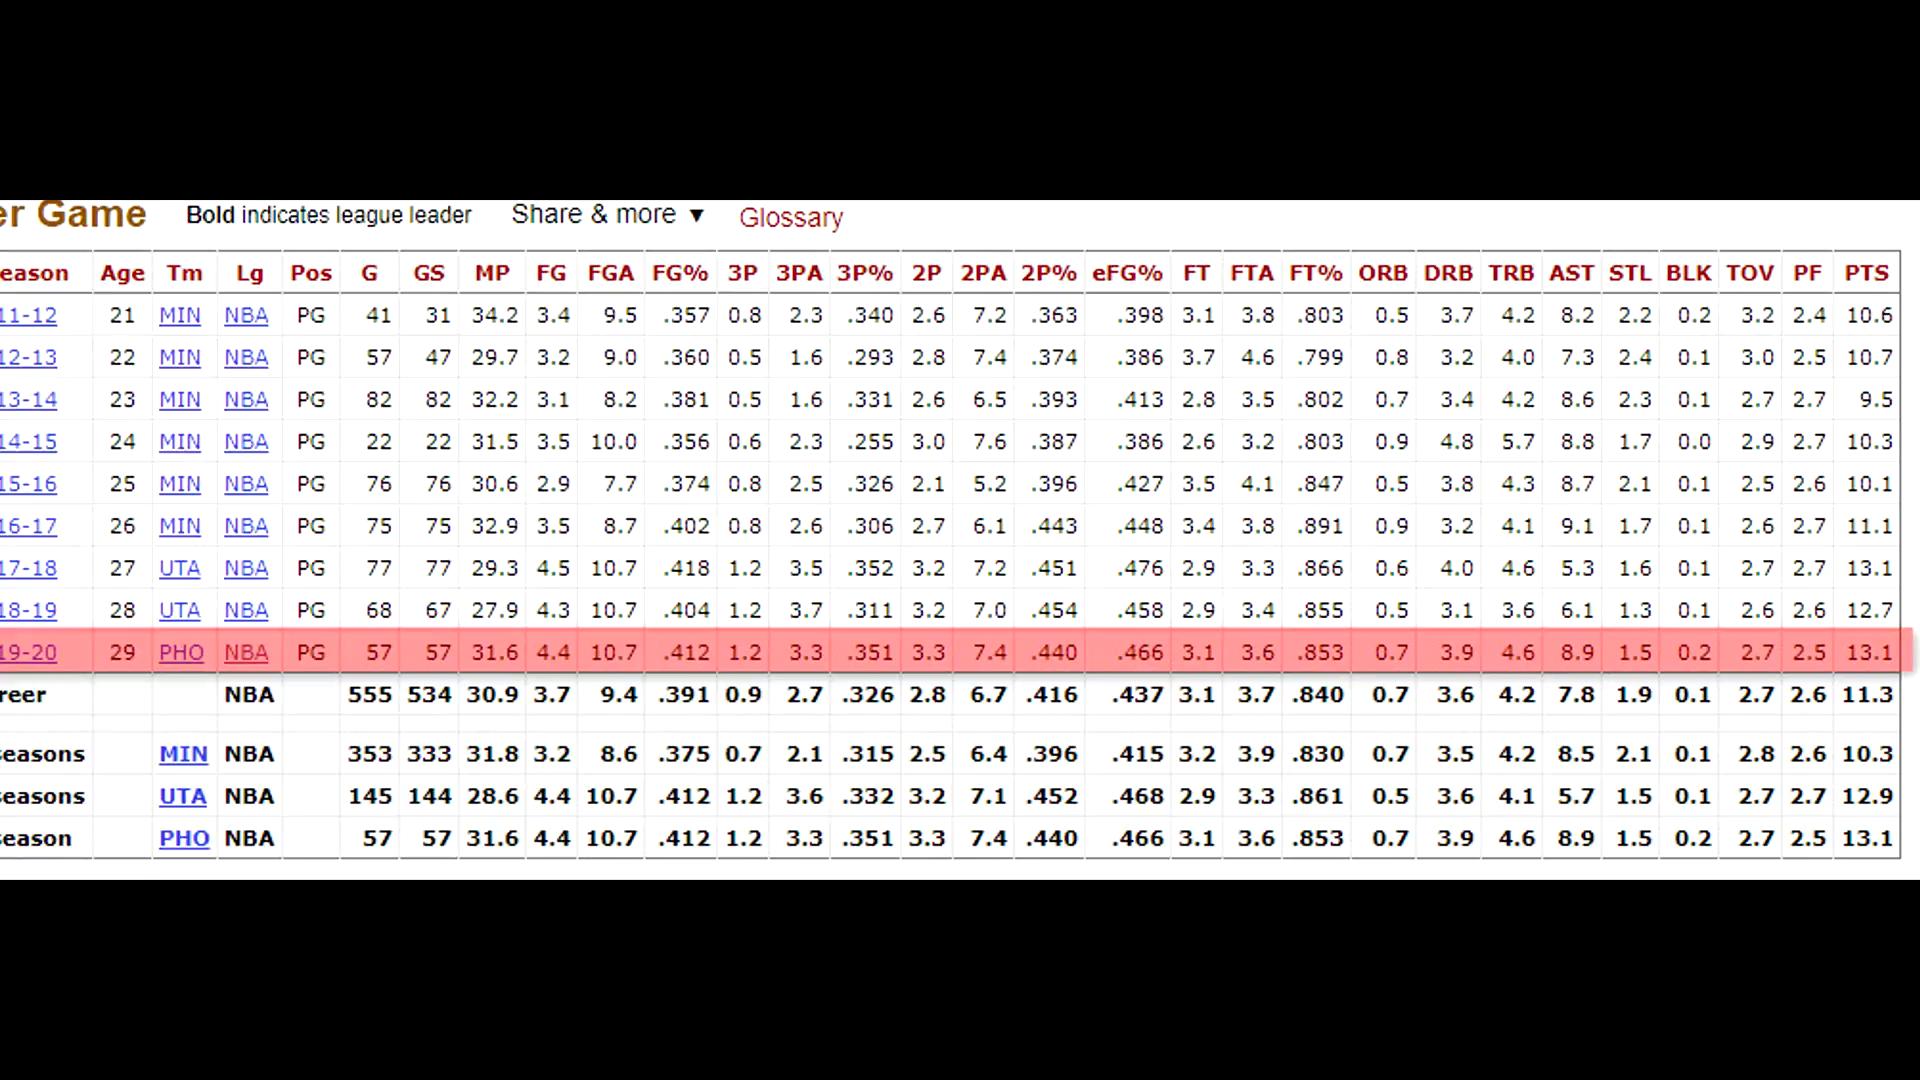 er Game Bold indicates league leader Share & more ▼ Glossary
eason Age Tm Lg Pos G GS MP FG FGA FG% 3P 3PA 3P% 2P 2PA 2P% eFG% FT FTA FT% ORB DRB TRB AST STL BLK TOV PF PTS
11-12 21 MIN NBA PG 41 31 34.2 3.4 9.5 .357 0.8 2.3 .340 2.6 7.2 .363 .398 3.1 3.8 .803 0.5 3.7 4.2 8.2 2.2 0.2 3.2 2.4 10.6
12-13 22 MIN NBA PG 57 47 29.7 3.2 9.0 .360 0.5 1.6 .293 2.8 7.4 .374 .386 3.7 4.6 .799 0.8 3.2 4.0 7.3 2.4 0.1 3.0 2.5 10.7
13-14 23 MIN NBA PG 82 82 32.2 3.1 8.2 .381 0.5 1.6 .331 2.6 6.5 .393 .413 2.8 3.5 .802 0.7 3.4 4.2 8.6 2.3 0.1 2.7 2.7 9.5
14-15 24 MIN NBA PG 22 22 31.5 3.5 10.0 .356 0.6 2.3 .255 3.0 7.6 .387 .386 2.6 3.2 .803 0.9 4.8 5.7 8.8 1.7 0.0 2.9 2.7 10.3
15-16 25 MIN NBA PG 76 76 30.6 2.9 7.7 .374 0.8 2.5 .326 2.1 5.2 .396 .427 3.5 4.1 .847 0.5 3.8 4.3 8.7 2.1 0.1 2.5 2.6 10.1
16-17 26 MIN NBA PG 75 75 32.9 3.5 8.7 .402 0.8 2.6 .306 2.7 6.1 .443 .448 3.4 3.8 .891 0.9 3.2 4.1 9.1 1.7 0.1 2.6 2.7 11.1
17-18 27 UTA NBA PG 77 77 29.3 4.5 10.7 .418 1.2 3.5 .352 3.2 7.2 .451 .476 2.9 3.3 .866 0.6 4.0 4.6 5.3 1.6 0.1 2.7 2.7 13.1
18-19 28 UTA NBA PG 68 67 27.9 4.3 10.7 .404 1.2 3.7 .311 3.2 7.0 .454 .458 2.9 3.4 .855 0.5 3.1 3.6 6.1 1.3 0.1 2.6 2.6 12.7
19-20 29 PHO NBA PG 57 57 31.6 4.4 10.7 .412 1.2 3.3 .351 3.3 7.4 .440 .466 3.1 3.6 .853 0.7 3.9 4.6 8.9 1.5 0.2 2.7 2.5 13.1
reer NBA 555 534 30.9 3.7 9.4 .391 0.9 2.7 .326 2.8 6.7 .416 .437 3.1 3.7 .840 0.7 3.6 4.2 7.8 1.9 0.1 2.7 2.6 11.3
easons MIN NBA 353 333 31.8 3.2 8.6 .375 0.7 2.1 .315 2.5 6.4 .396 .415 3.2 3.9 .830 0.7 3.5 4.2 8.5 2.1 0.1 2.8 2.6 10.3
easons UTA NBA 145 144 28.6 4.4 10.7 .412 1.2 3.6 .332 3.2 7.1 .452 .468 2.9 3.3 .861 0.5 3.6 4.1 5.7 1.5 0.1 2.7 2.7 12.9
eason PHO NBA 57 57 31.6 4.4 10.7 .412 1.2 3.3 .351 3.3 7.4 .440 .466 3.1 3.6 .853 0.7 3.9 4.6 8.9 1.5 0.2 2.7 2.5 13.1